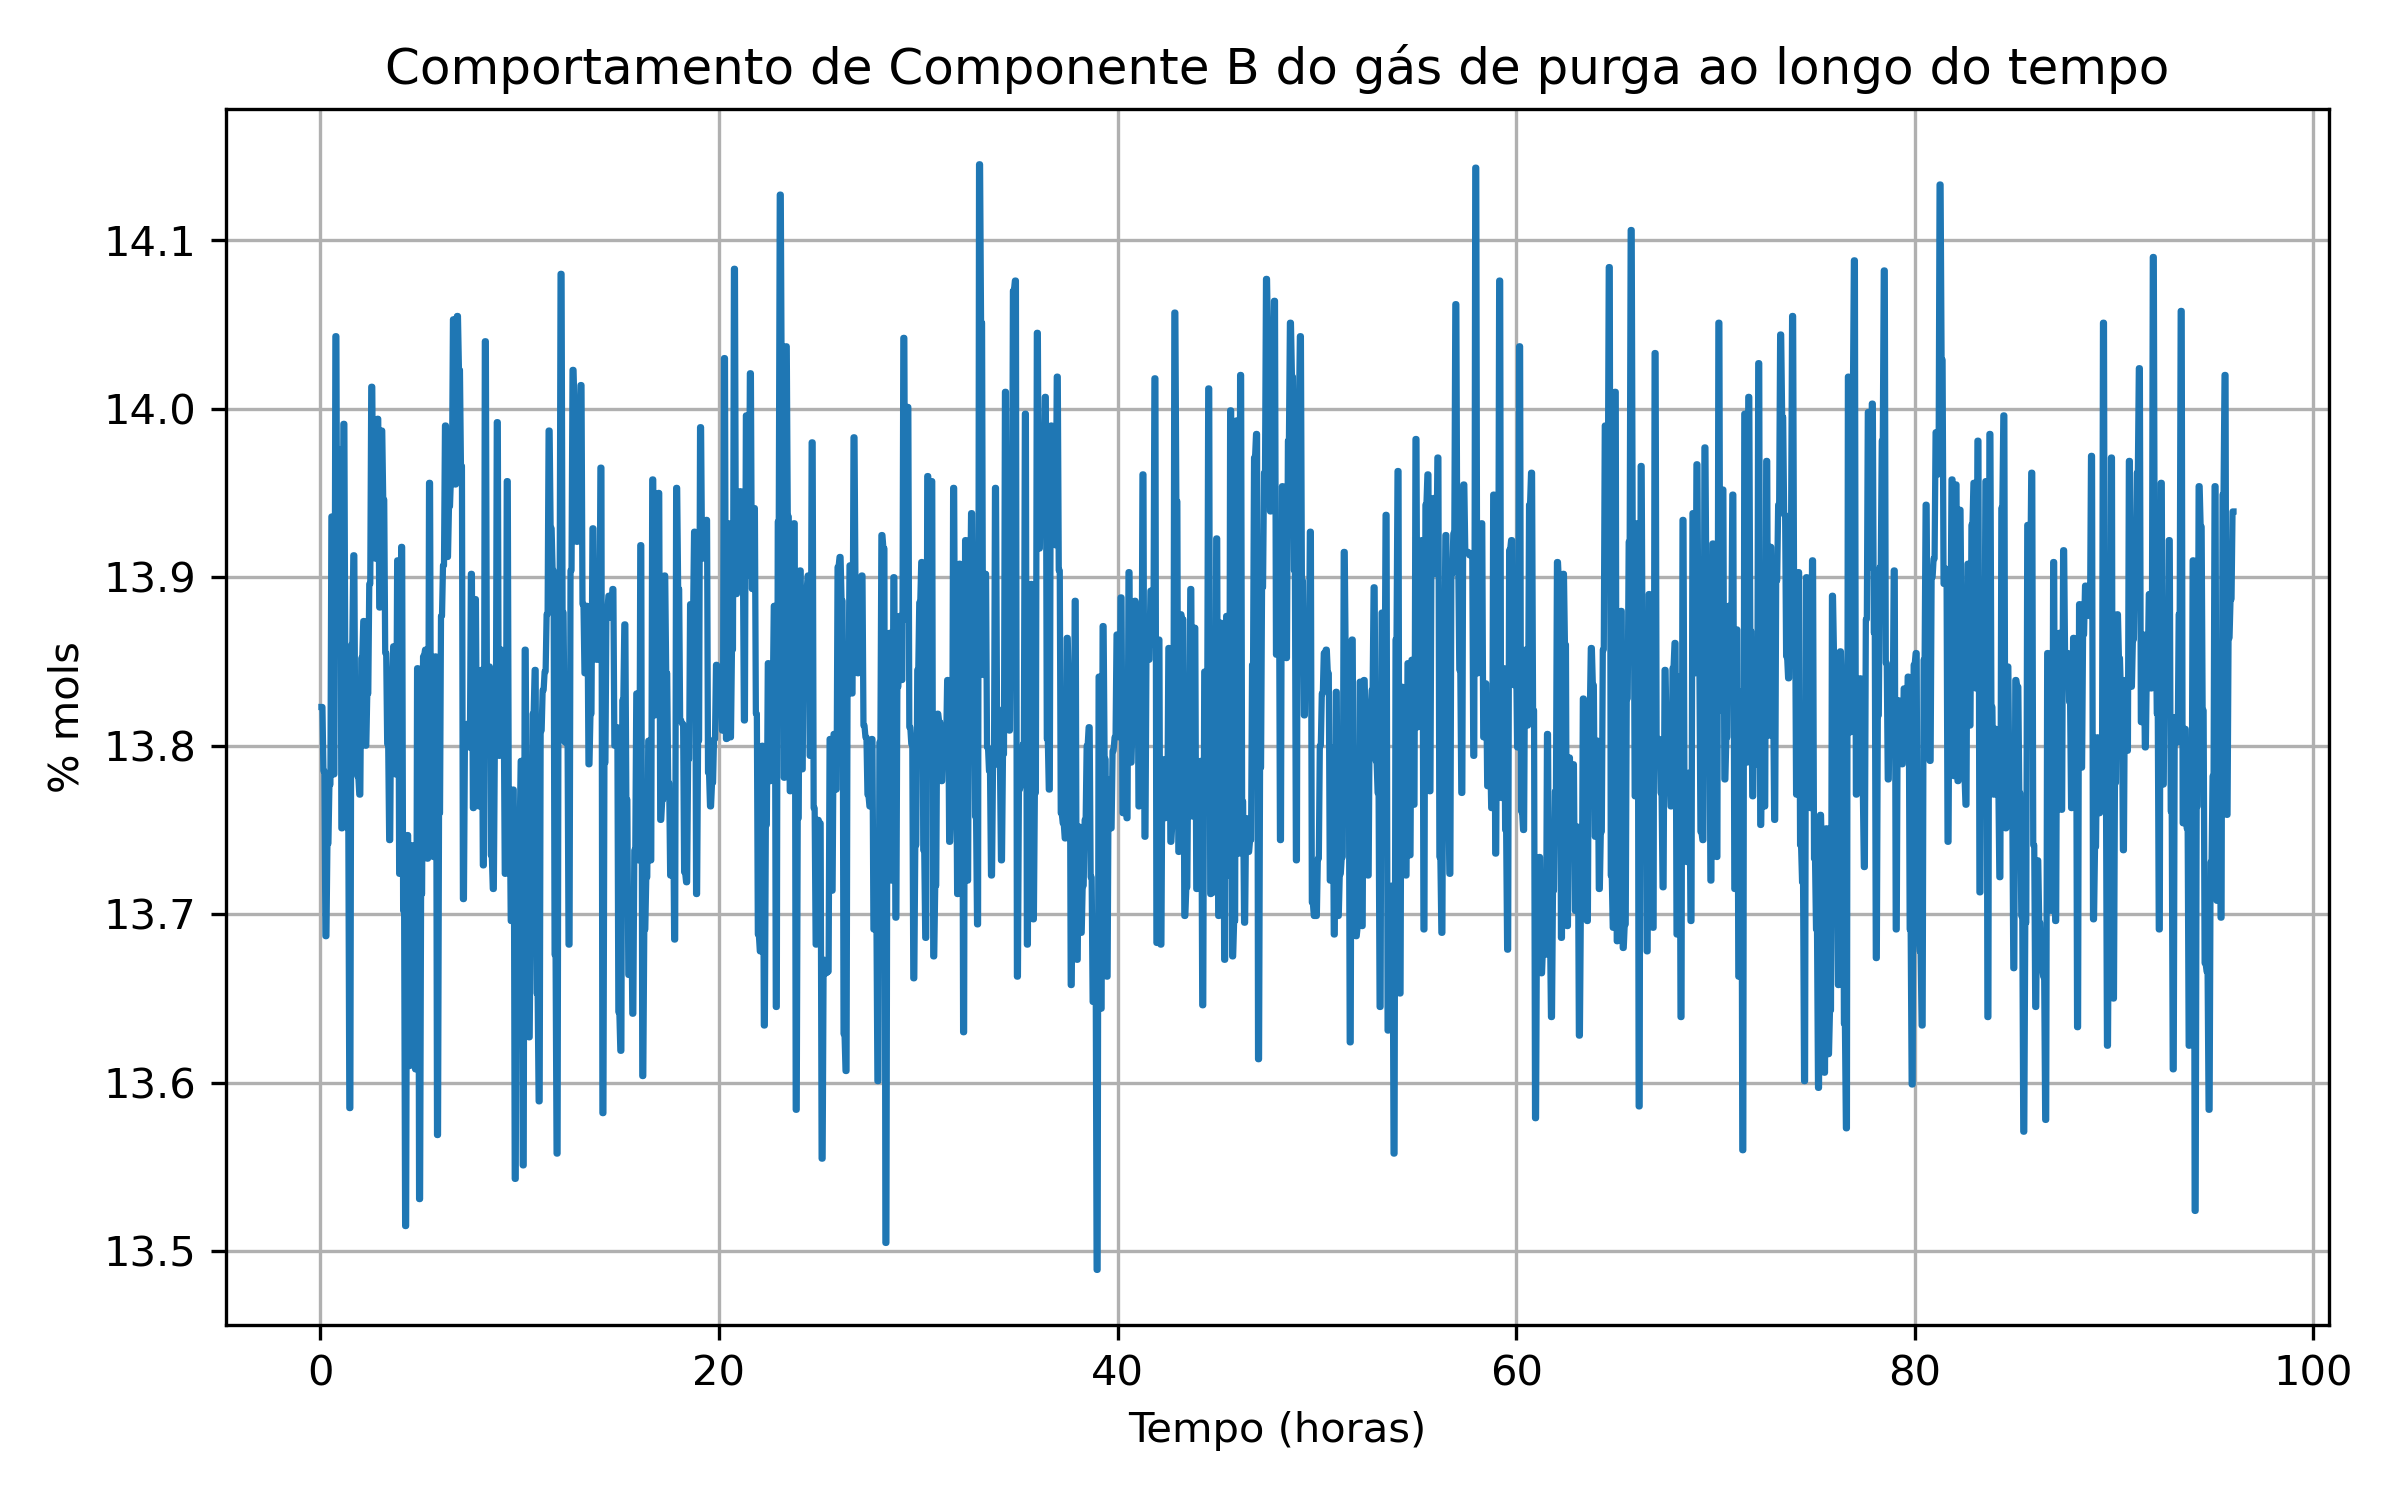 Comportamento de Componente B do gás de purga ao longo do tempo
14.1
14.0
13.9
13.8
13.7
13.6
13.5
% mols
0 20 40 60 80 100
Tempo (horas)